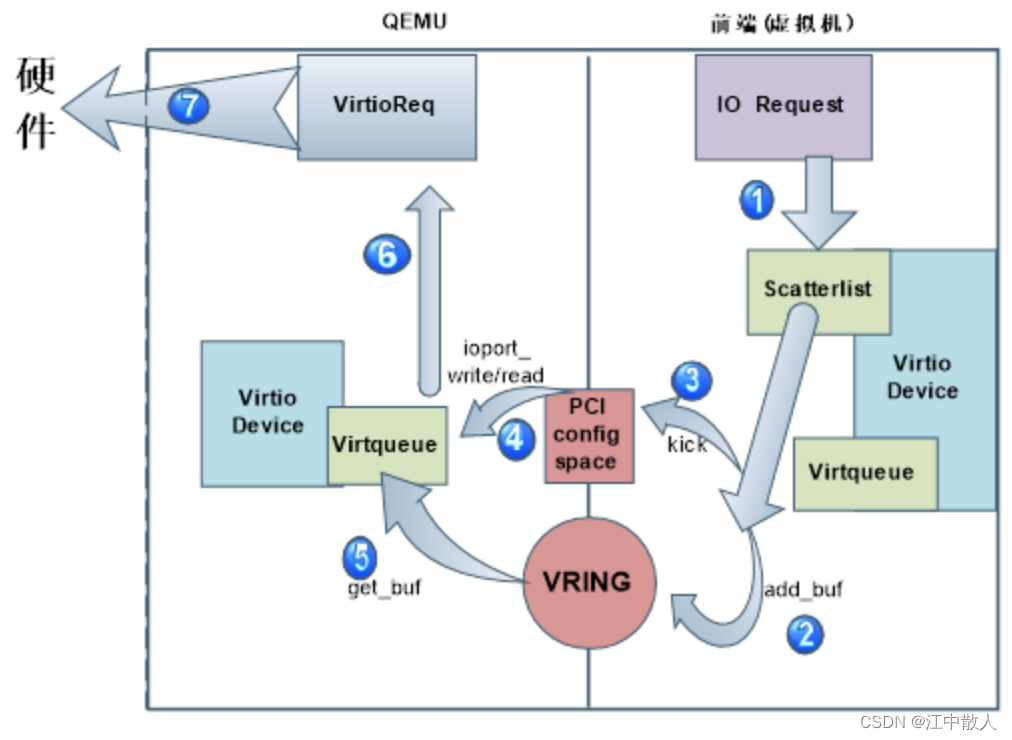 QEMU
前端(虚拟机)
硬
件
7
VirtioReq
IO Request
1
6
Scatterlist
ioport_
write/read
3
Virtio
Device
Virtio
Device
PCI
config
space
4
kick
Virtqueue
Virtqueue
5
get_buf
VRING
add_buf
2
CSDN @江中散人